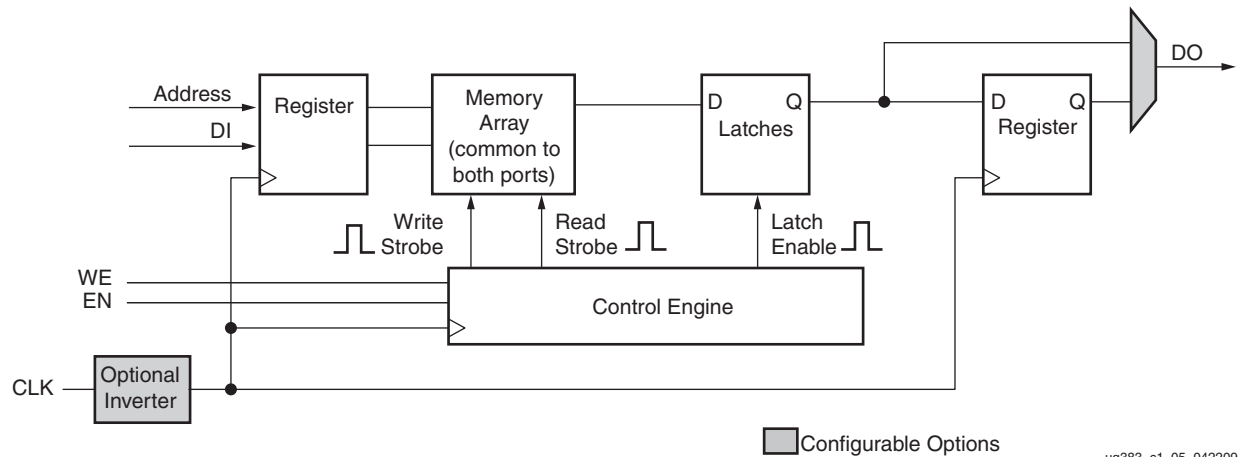 Address
DI
Register
Memory
Array
(common to
both ports)
D
Q
Latches
D
Q
Register
DO
Write
Strobe
Read
Strobe
Latch
Enable
WE
EN
Control Engine
CLK
Optional
Inverter
Configurable Options
ug383_c1_05_042209